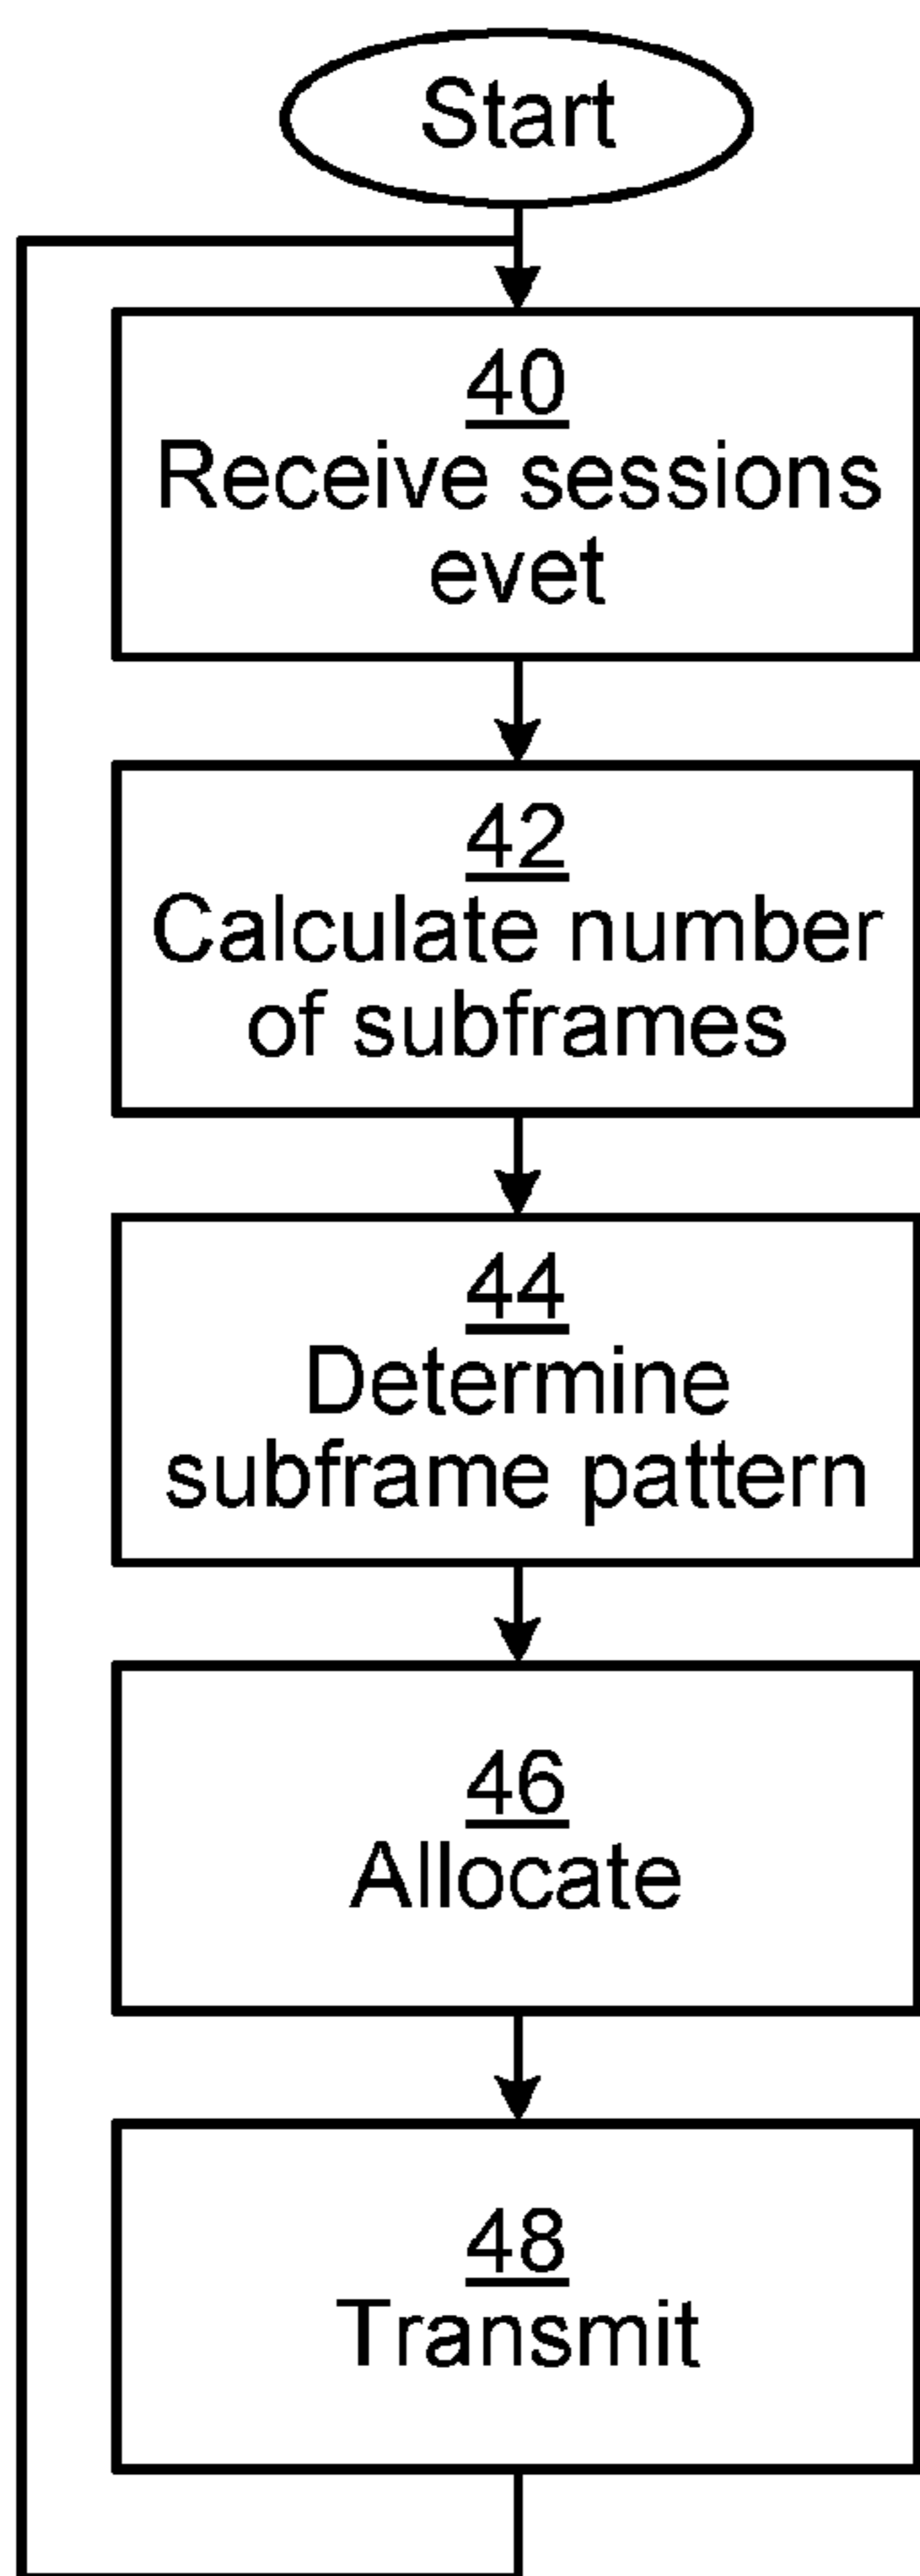 Start
40
Receive sessions
evet
42
Calculate number
of subframes
44
Determine
subframe pattern
46
Allocate
48
Transmit